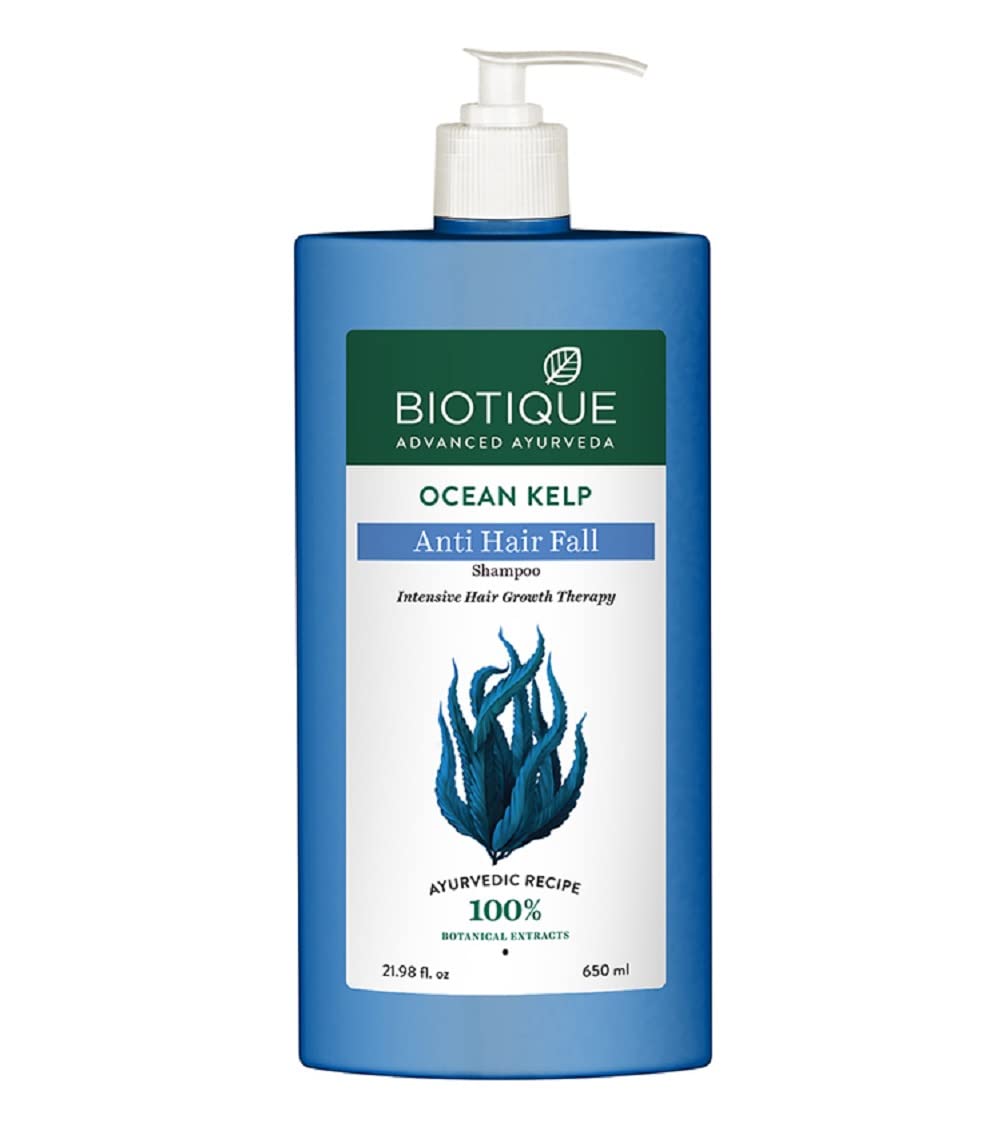 BIOTIQUE
ADVANCED AYURVEDA
OCEAN KELP
Anti Hair Fall
Shampoo
Intensive Hair Growth Therapy
AYURVEDIC RECIPE
100%
BOTANICAL EXTRACTS
21.98 fl. oz 650 ml